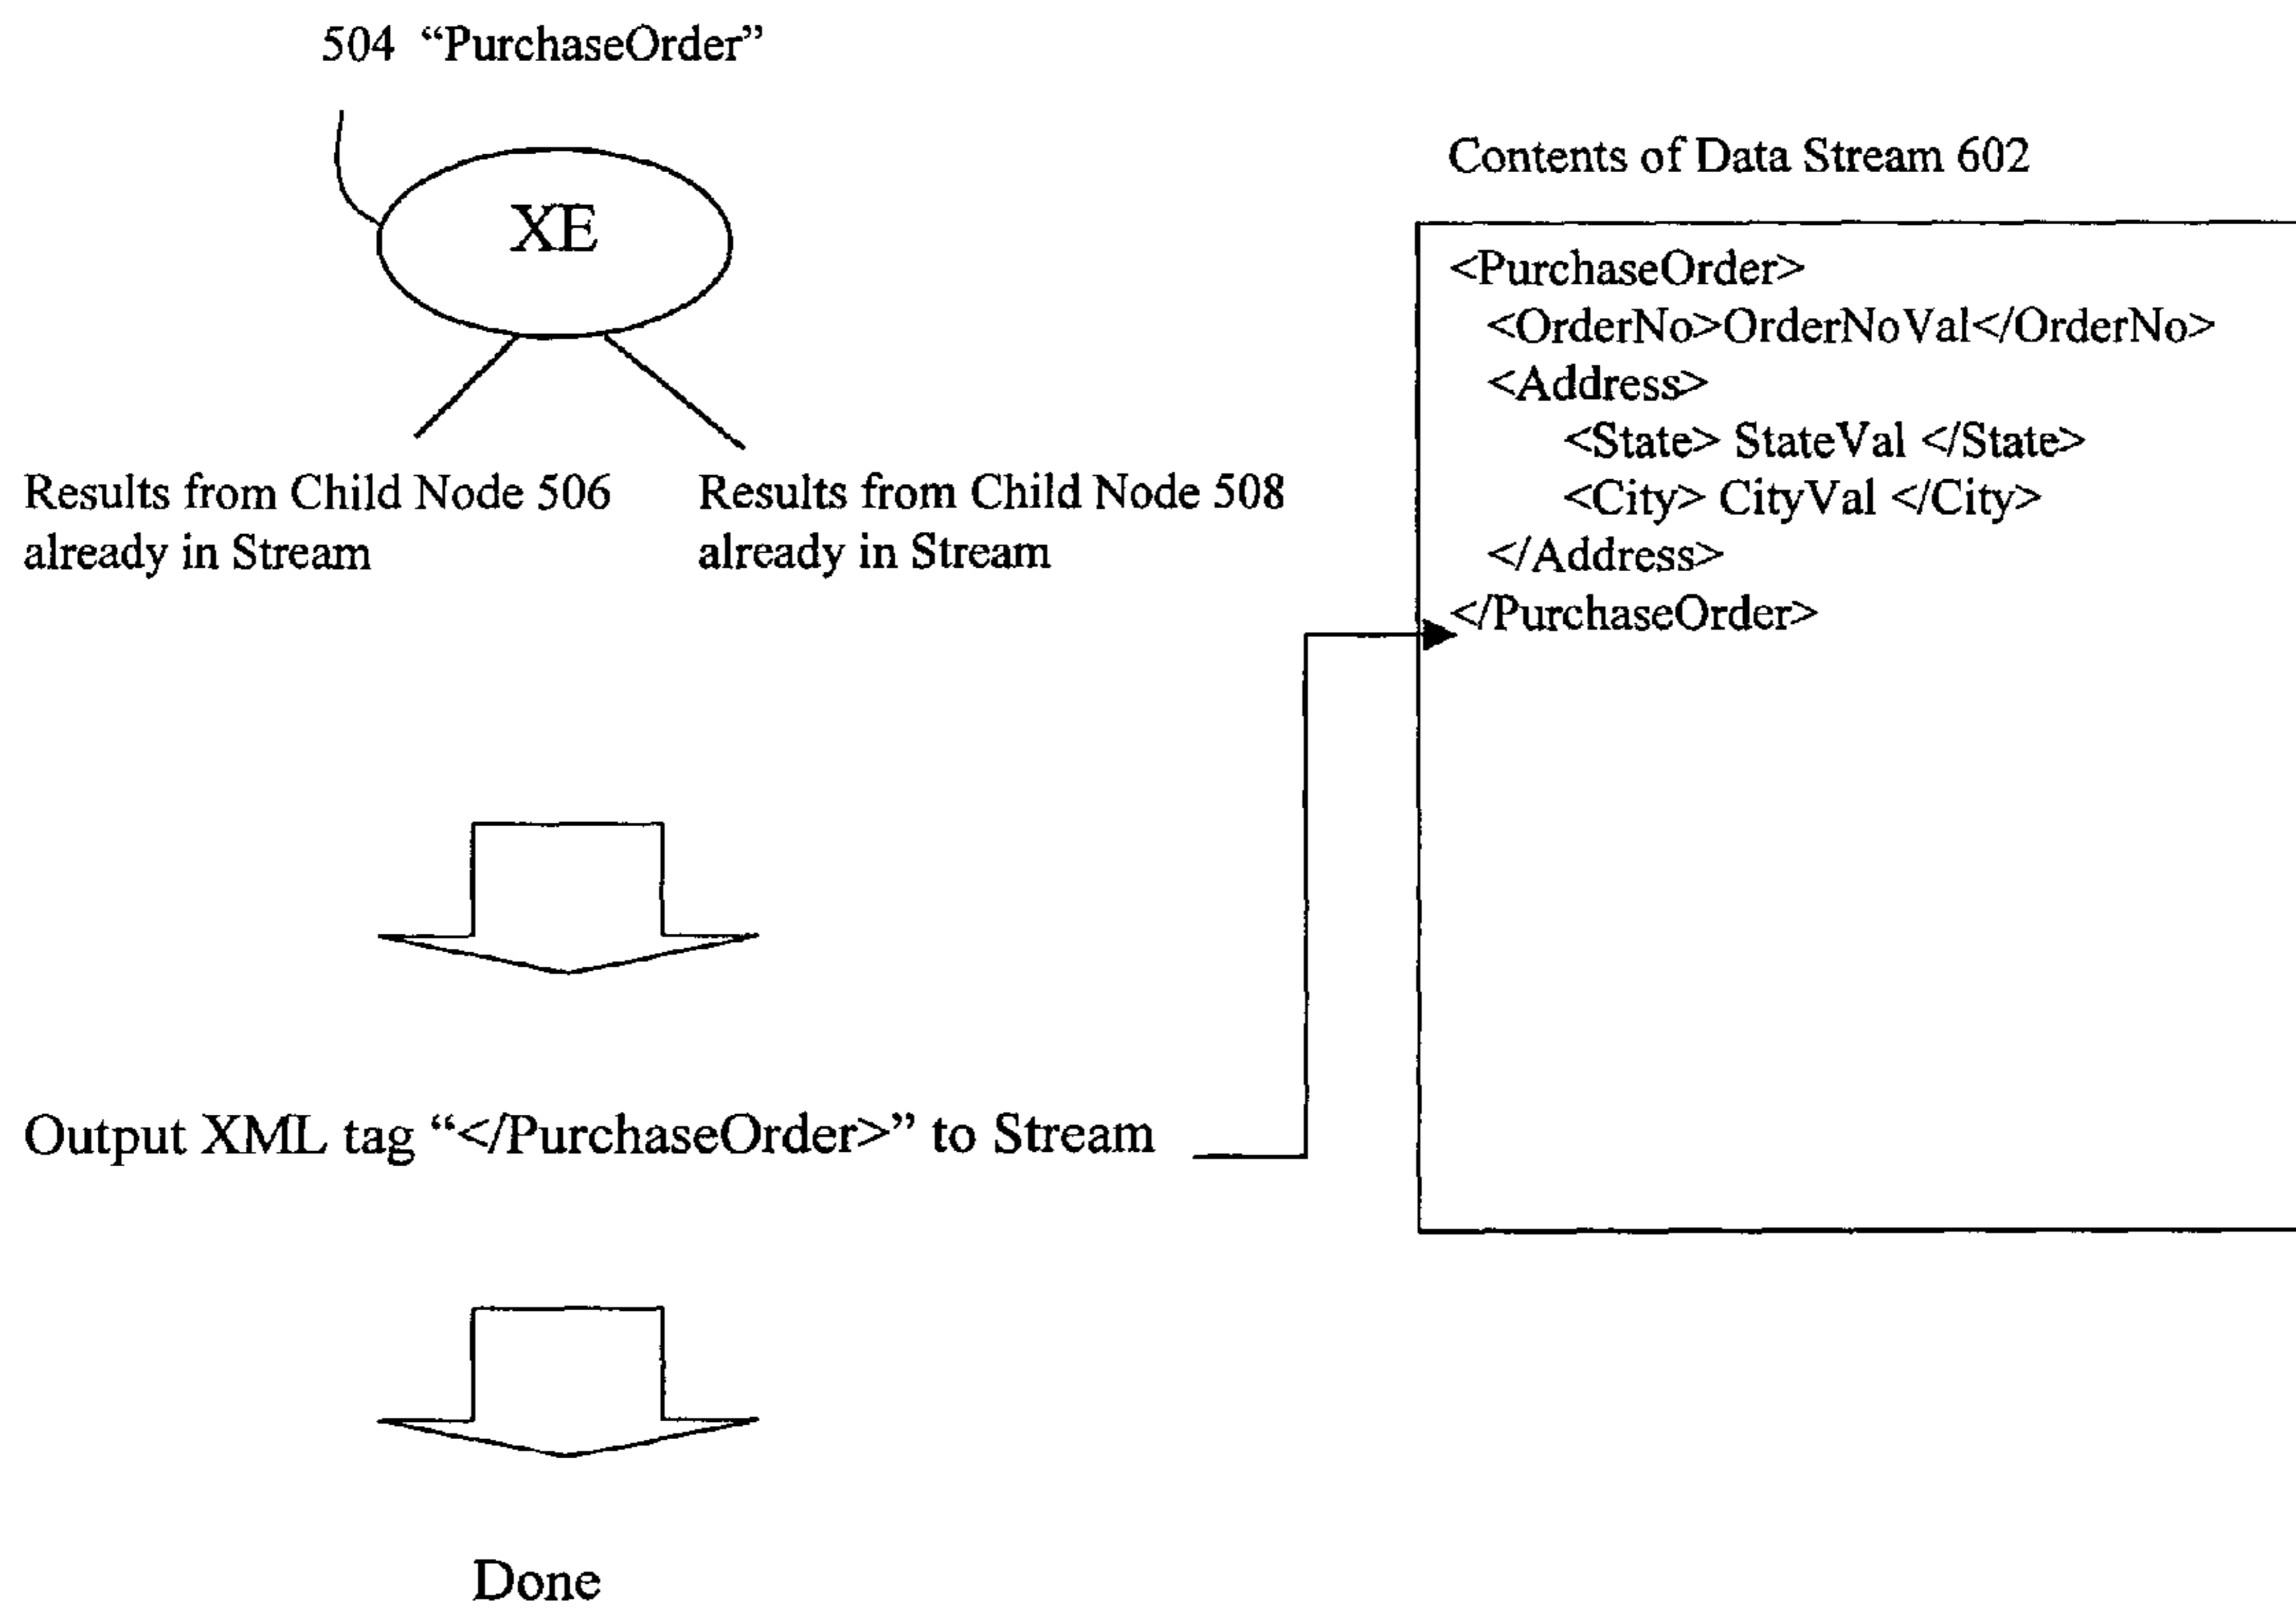 504 “PurchaseOrder”
XE
Results from Child Node 506
already in Stream
Results from Child Node 508
already in Stream
Output XML tag “</PurchaseOrder>” to Stream
Done
Contents of Data Stream 602
<PurchaseOrder>
<OrderNo>OrderNoVal</OrderNo>
<Address>
<State> StateVal </State>
<City> CityVal </City>
</Address>
</PurchaseOrder>